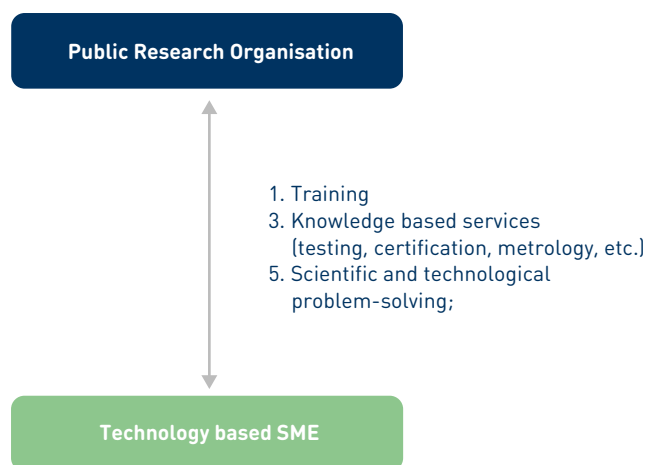 Public Research Organisation
1. Training
3. Knowledge based services
(testing, certification, metrology, etc.)
5. Scientific and technological
problem-solving;
Technology based SME